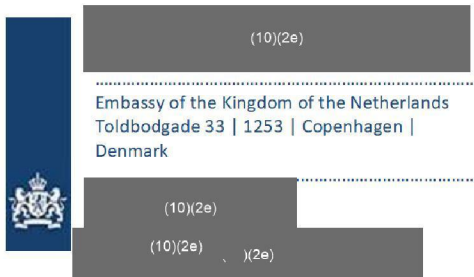 (10)(2e)
Embassy of the Kingdom of the Netherlands
Toldbodgade 33 | 1253 | Copenhagen |
Denmark
(10)(2e)
(10)(2e) )(2e)